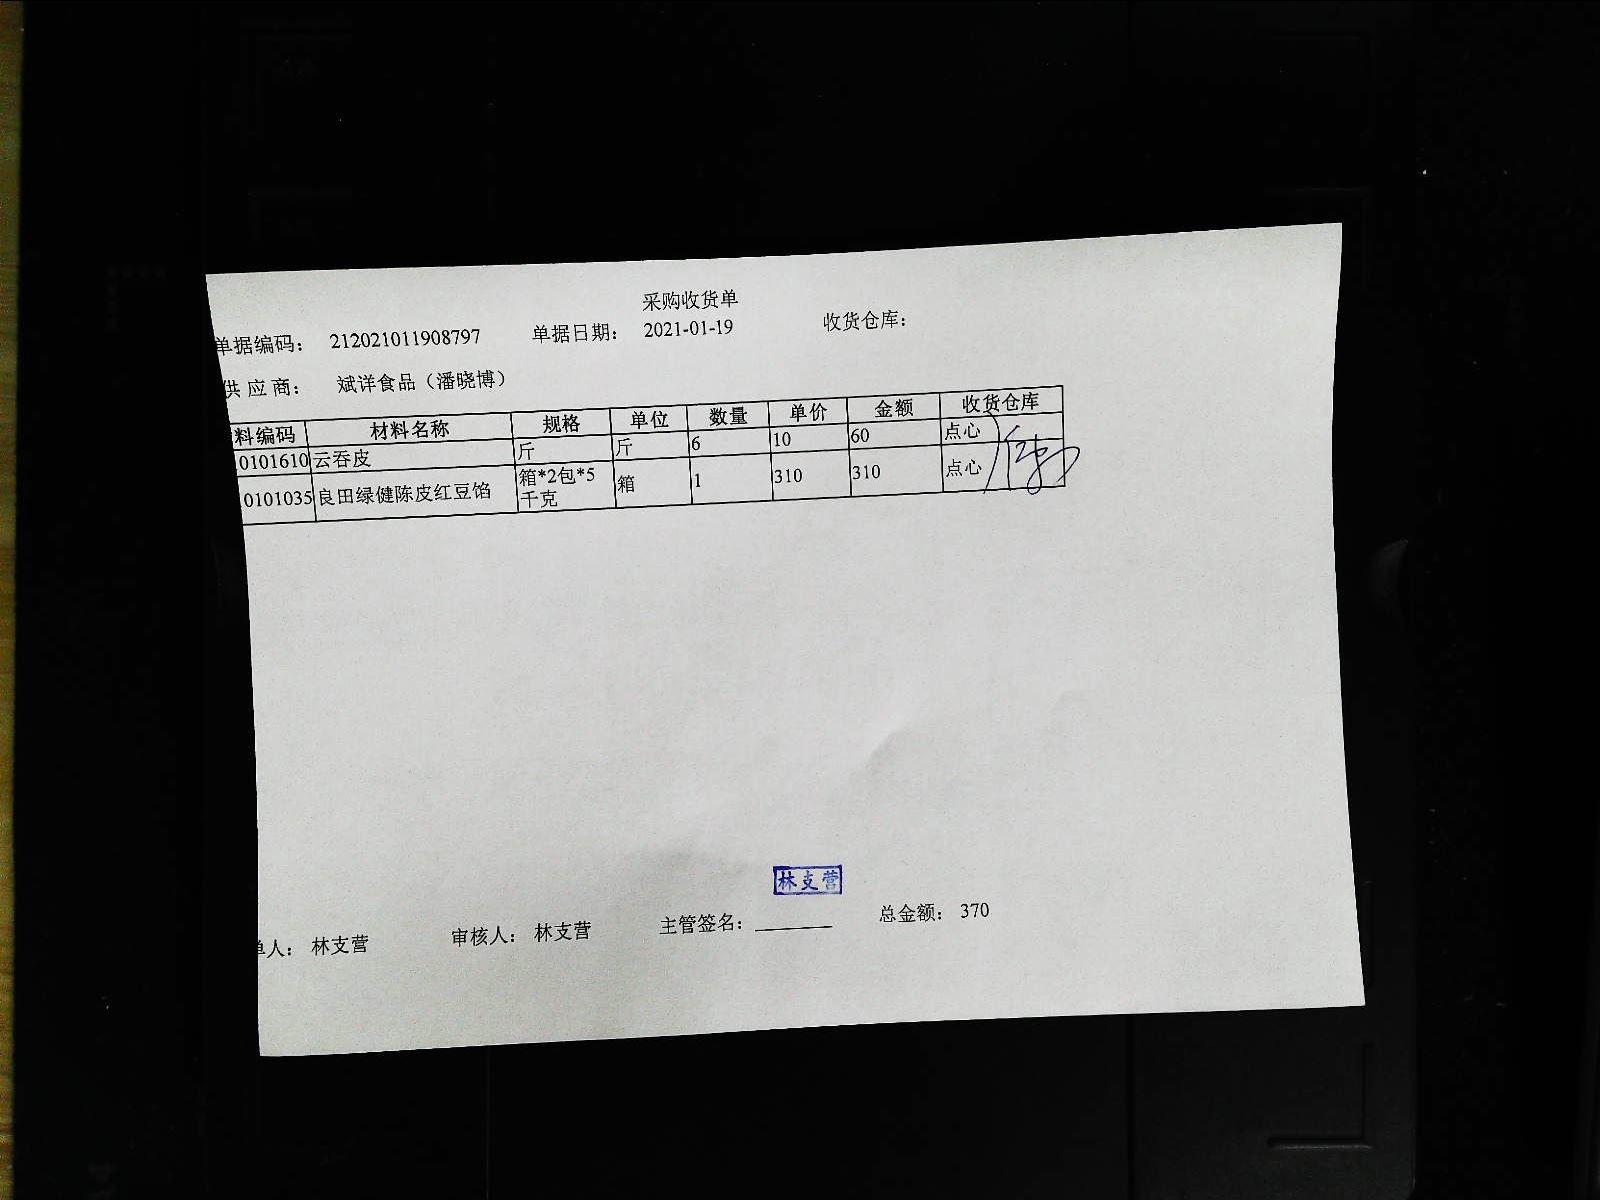 采购收货单
单据编码： 212021011908797 单据日期： 2021-01-19 收货仓库：
供 应 商： 斌洋食品（潘晓博）
料编码 材料名称 规格 单位 数量 单价 金额 收货仓库
0101610 云吞皮 斤 斤 6 10 60 点心
0101035 良田绿健陈皮红豆馅 箱*2包*5千克 箱 1 310 310 点心
林支营
单人： 林支营 审核人： 林支营 主管签名： 总金额： 370